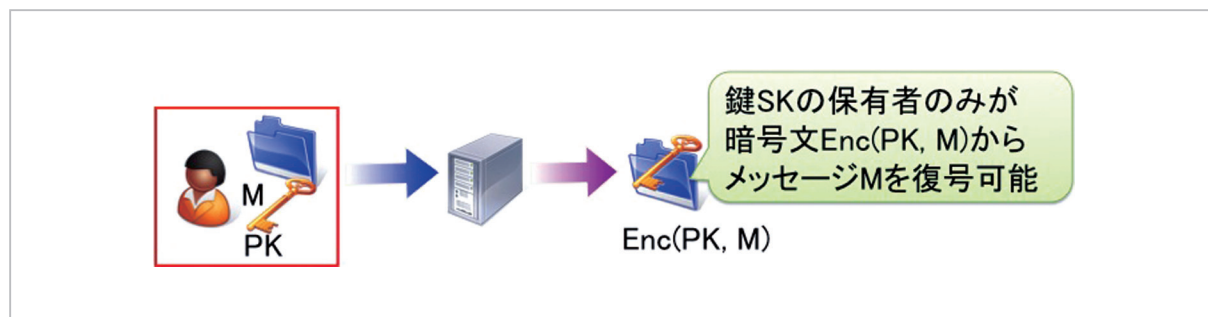 鍵SKの保有者のみが
暗号文Enc(PK, M)から
メッセージMを復号可能
M
PK
Enc(PK, M)